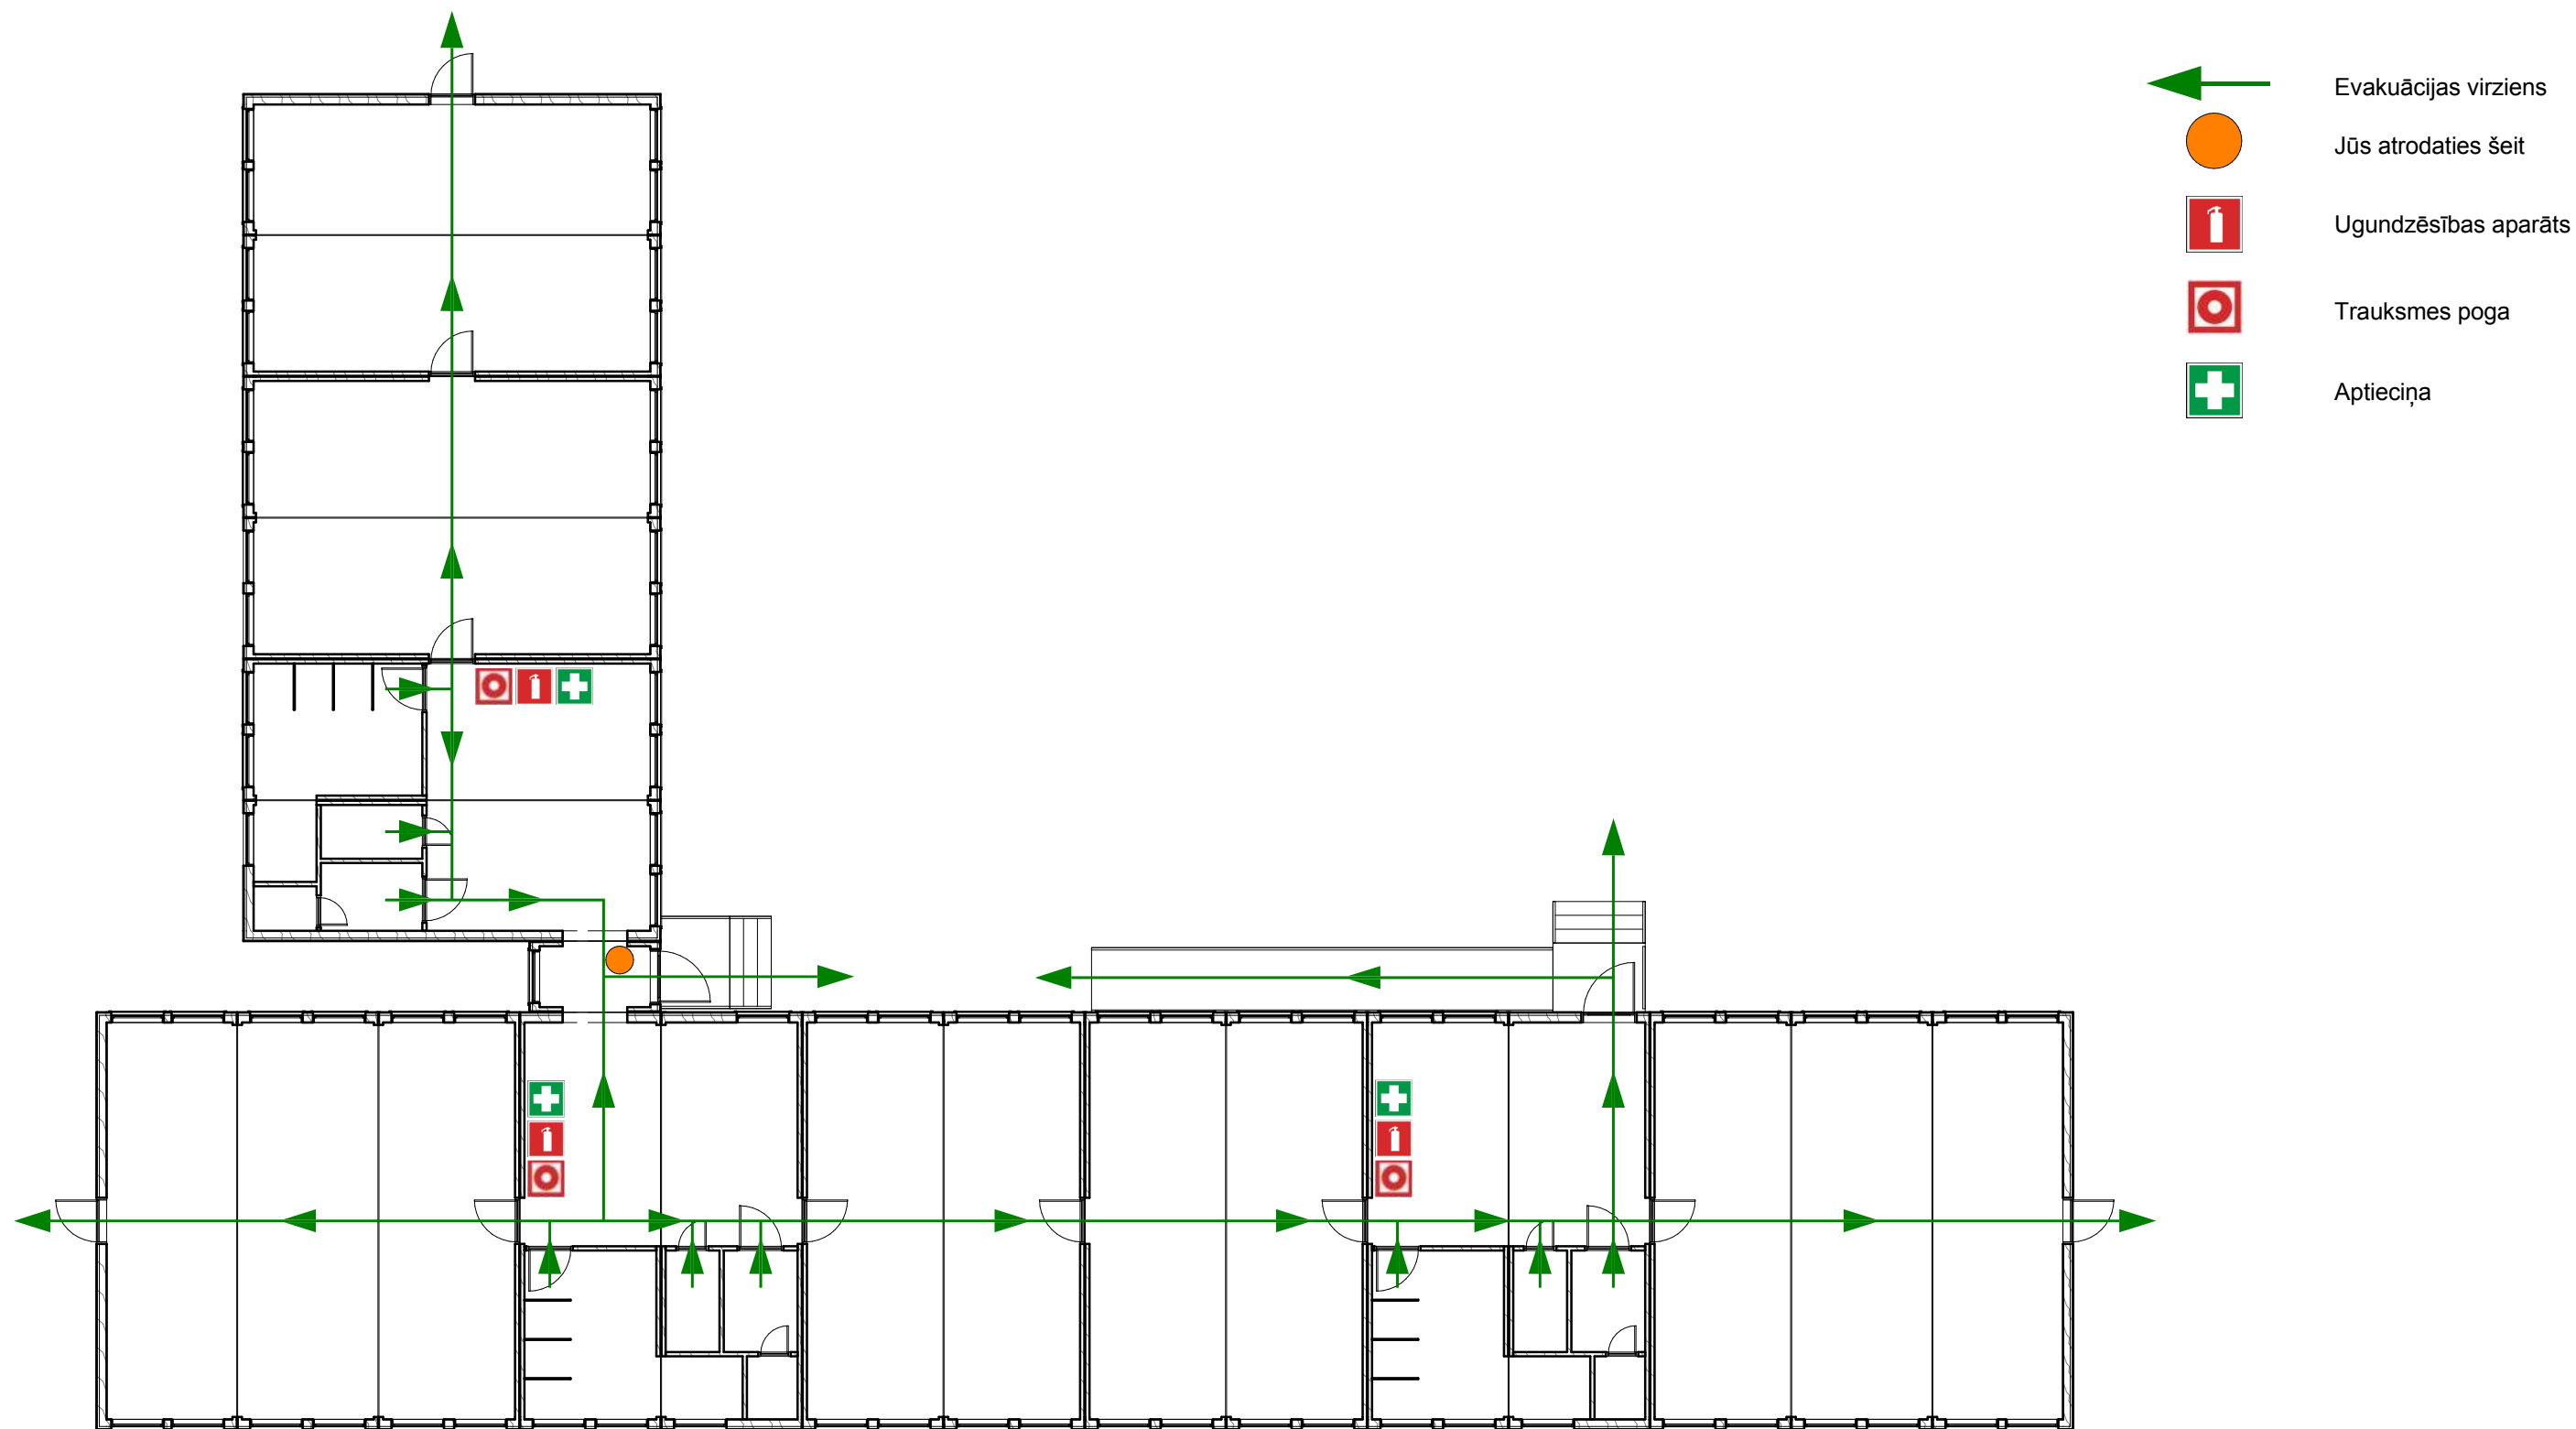 Evakuācijas virziens
Jūs atrodaties šeit
Ugundzēsības aparāts
Trauksmes poga
Aptieciņa